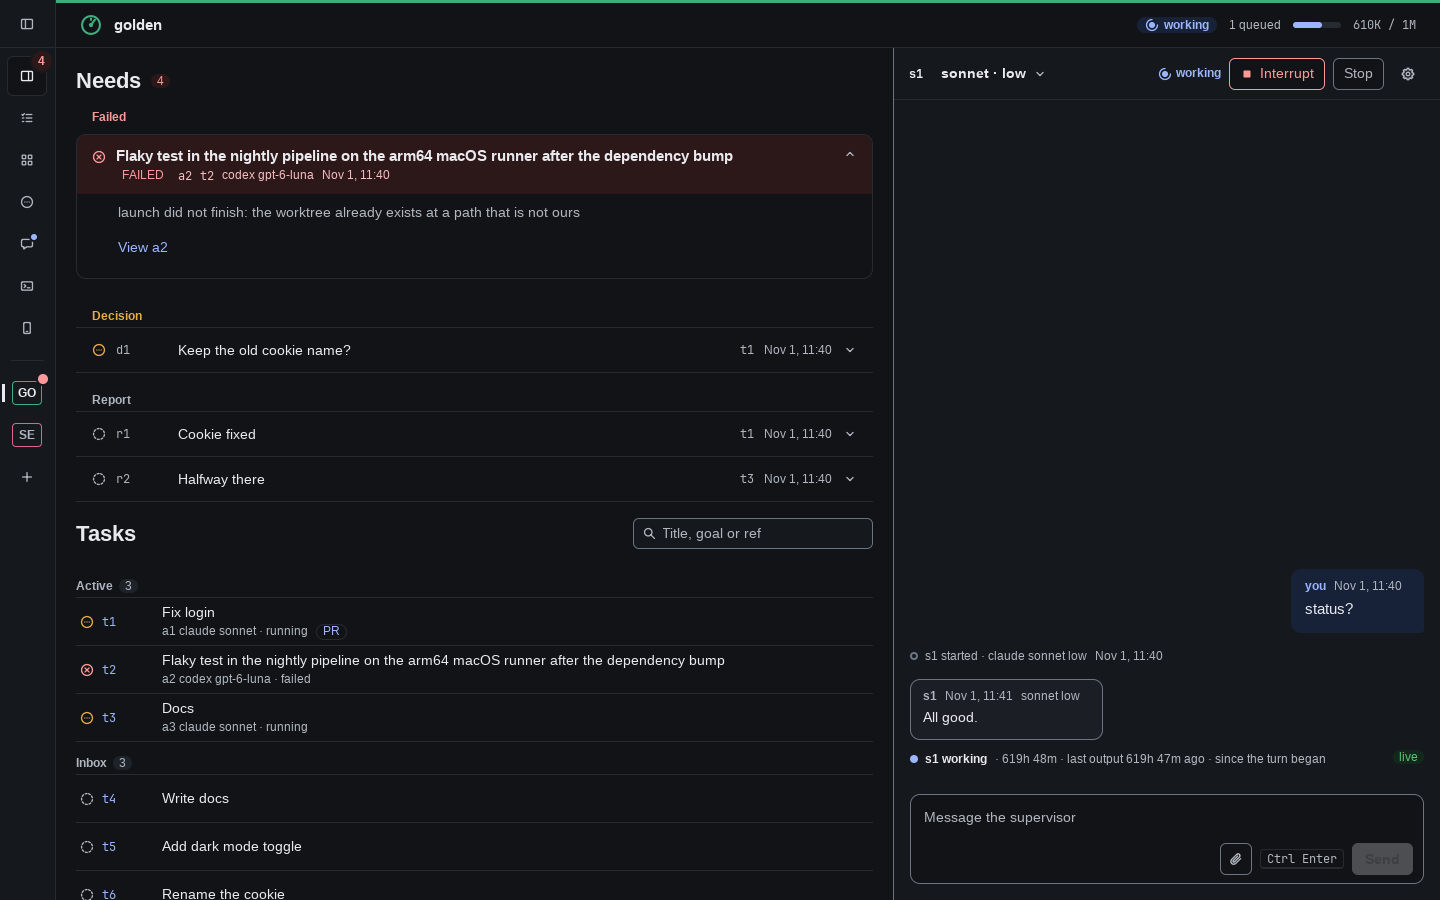 golden
working
1 queued
610K / 1M
4
GO
SE
Needs 4
Failed
Flaky test in the nightly pipeline on the arm64 macOS runner after the dependency bump
FAILED a2 t2 codex gpt-6-luna Nov 1, 11:40
launch did not finish: the worktree already exists at a path that is not ours
View a2
Decision
d1 Keep the old cookie name? t1 Nov 1, 11:40
Report
r1 Cookie fixed t1 Nov 1, 11:40
r2 Halfway there t3 Nov 1, 11:40
Tasks
Title, goal or ref
Active 3
t1 Fix login
a1 claude sonnet · running PR
t2 Flaky test in the nightly pipeline on the arm64 macOS runner after the dependency bump
a2 codex gpt-6-luna · failed
t3 Docs
a3 claude sonnet · running
Inbox 3
t4 Write docs
t5 Add dark mode toggle
t6 Rename the cookie
s1 sonnet · low
working
Interrupt
Stop
you Nov 1, 11:40
status?
s1 started · claude sonnet low Nov 1, 11:40
s1 Nov 1, 11:41 sonnet low
All good.
s1 working · 619h 48m · last output 619h 47m ago · since the turn began
live
Message the supervisor
Ctrl Enter
Send